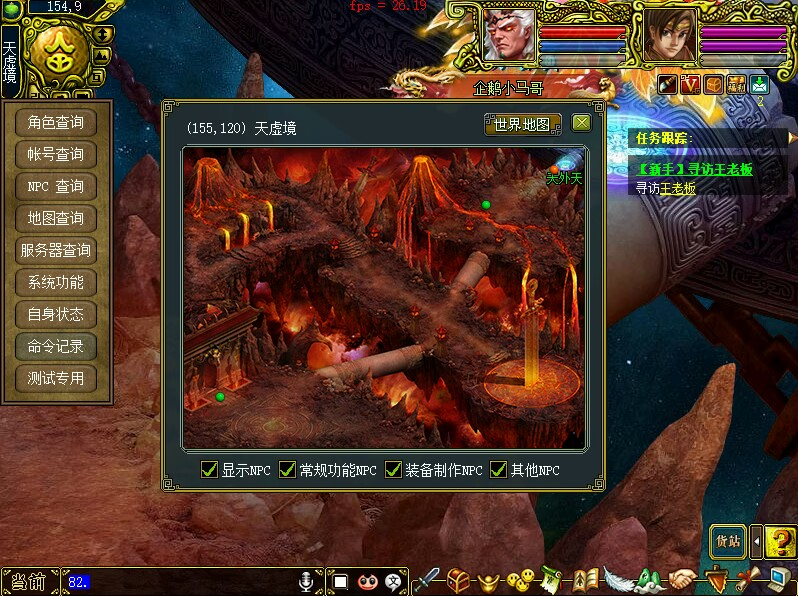 154,9
fps = 26.19
天虚境
企鹅小马哥
2
角色查询
帐号查询
NPC 查询
地图查询
服务器查询
系统功能
自身状态
命令记录
测试专用
(155,120) 天虚境
世界地图
天外天
显示NPC
常规功能NPC
装备制作NPC
其他NPC
任务跟踪:
【新手】寻访王老板
寻访王老板
货站
当前
82.
文